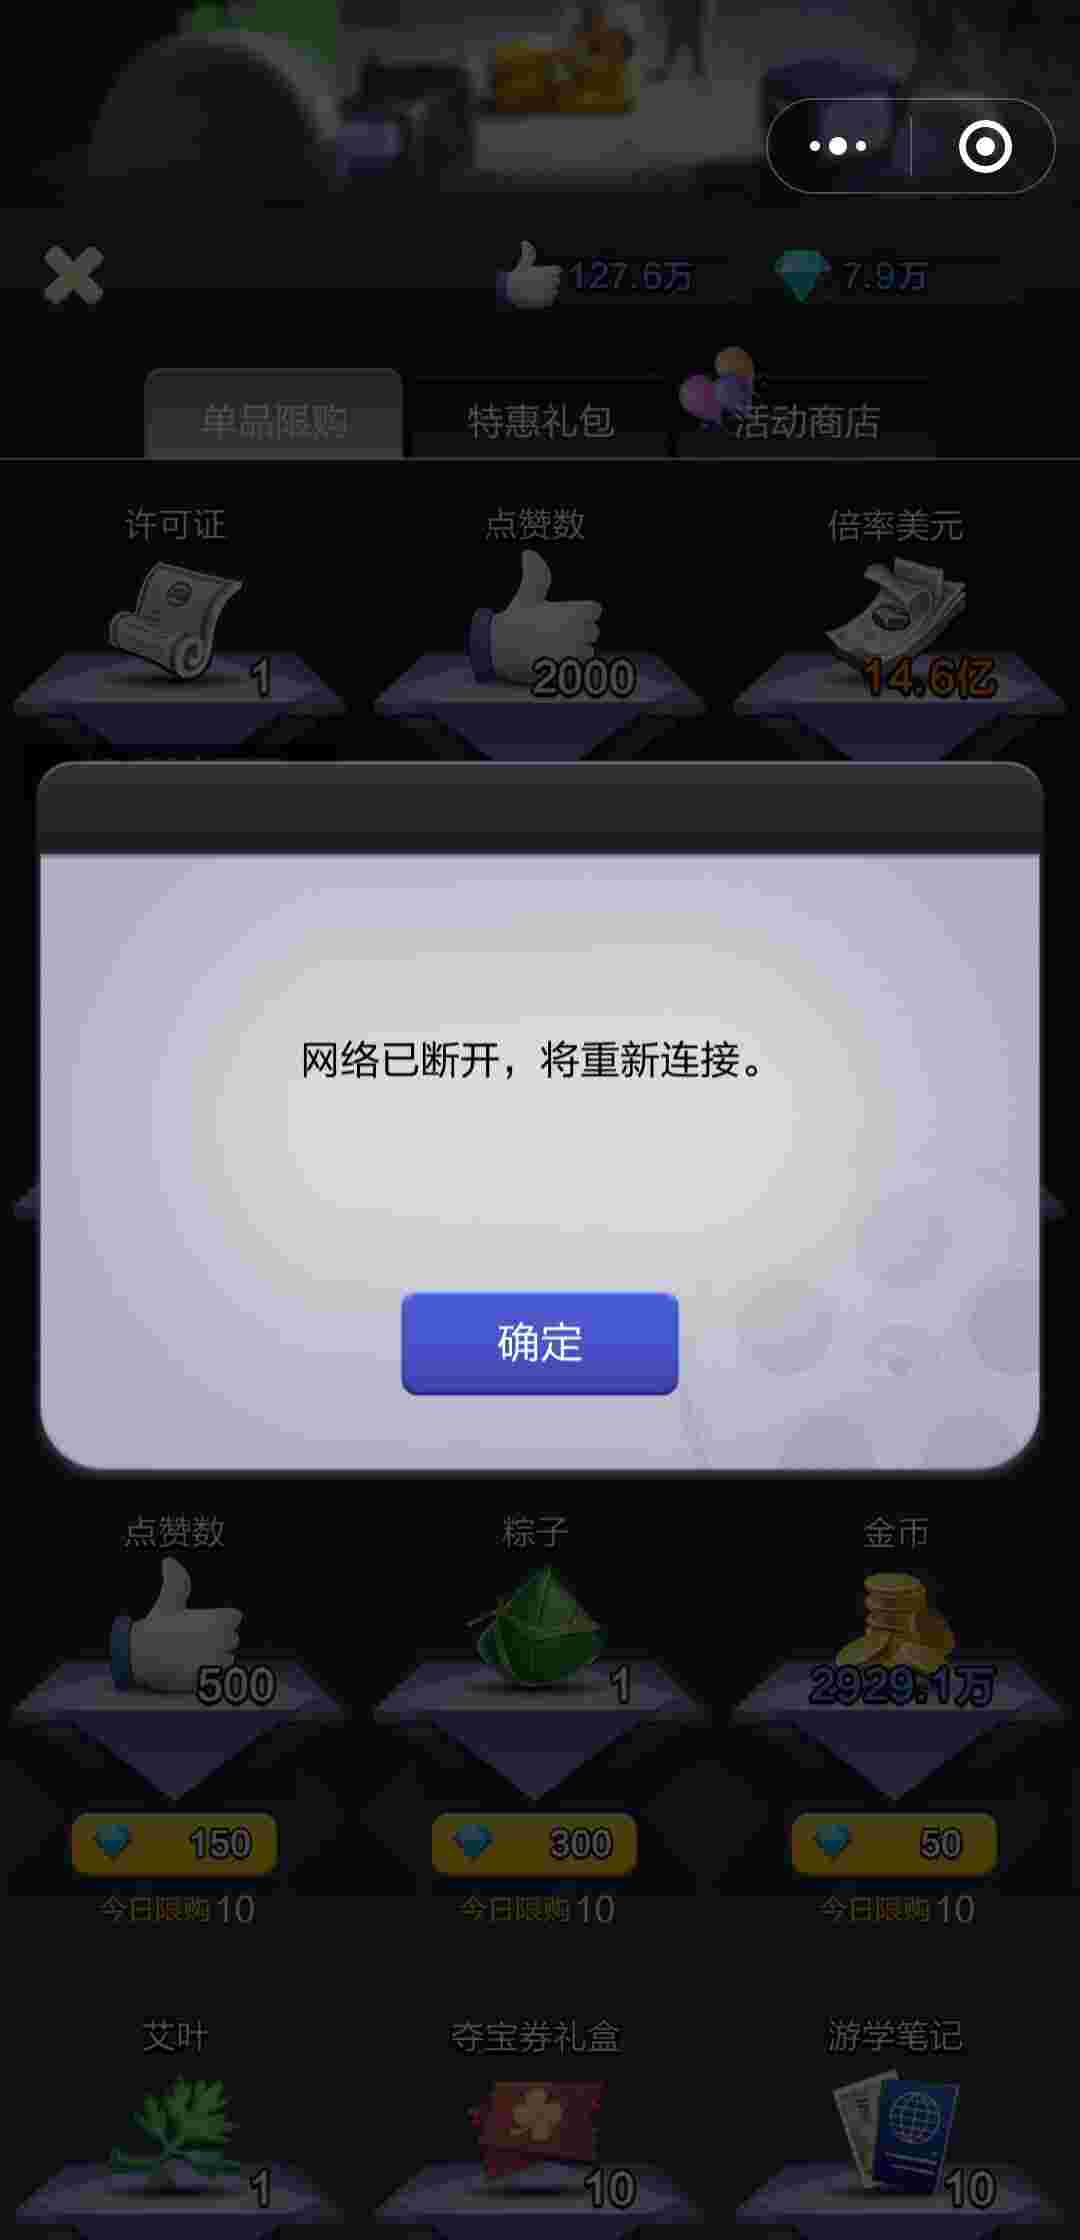 127.6万
7.9万
单品限购
特惠礼包
活动商店
许可证
点赞数
倍率美元
1
2000
14.6亿
网络已断开，将重新连接。
确定
点赞数
粽子
金币
500
1
2929.1万
150
300
50
今日限购10
今日限购10
今日限购10
艾叶
夺宝券礼盒
游学笔记
1
10
10